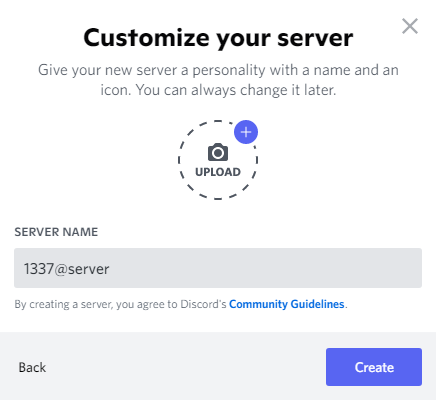 Customize your server
Give your new server a personality with a name and an
icon. You can always change it later.
UPLOAD
SERVER NAME
1337@server
By creating a server, you agree to Discord's Community Guidelines.
Back
Create